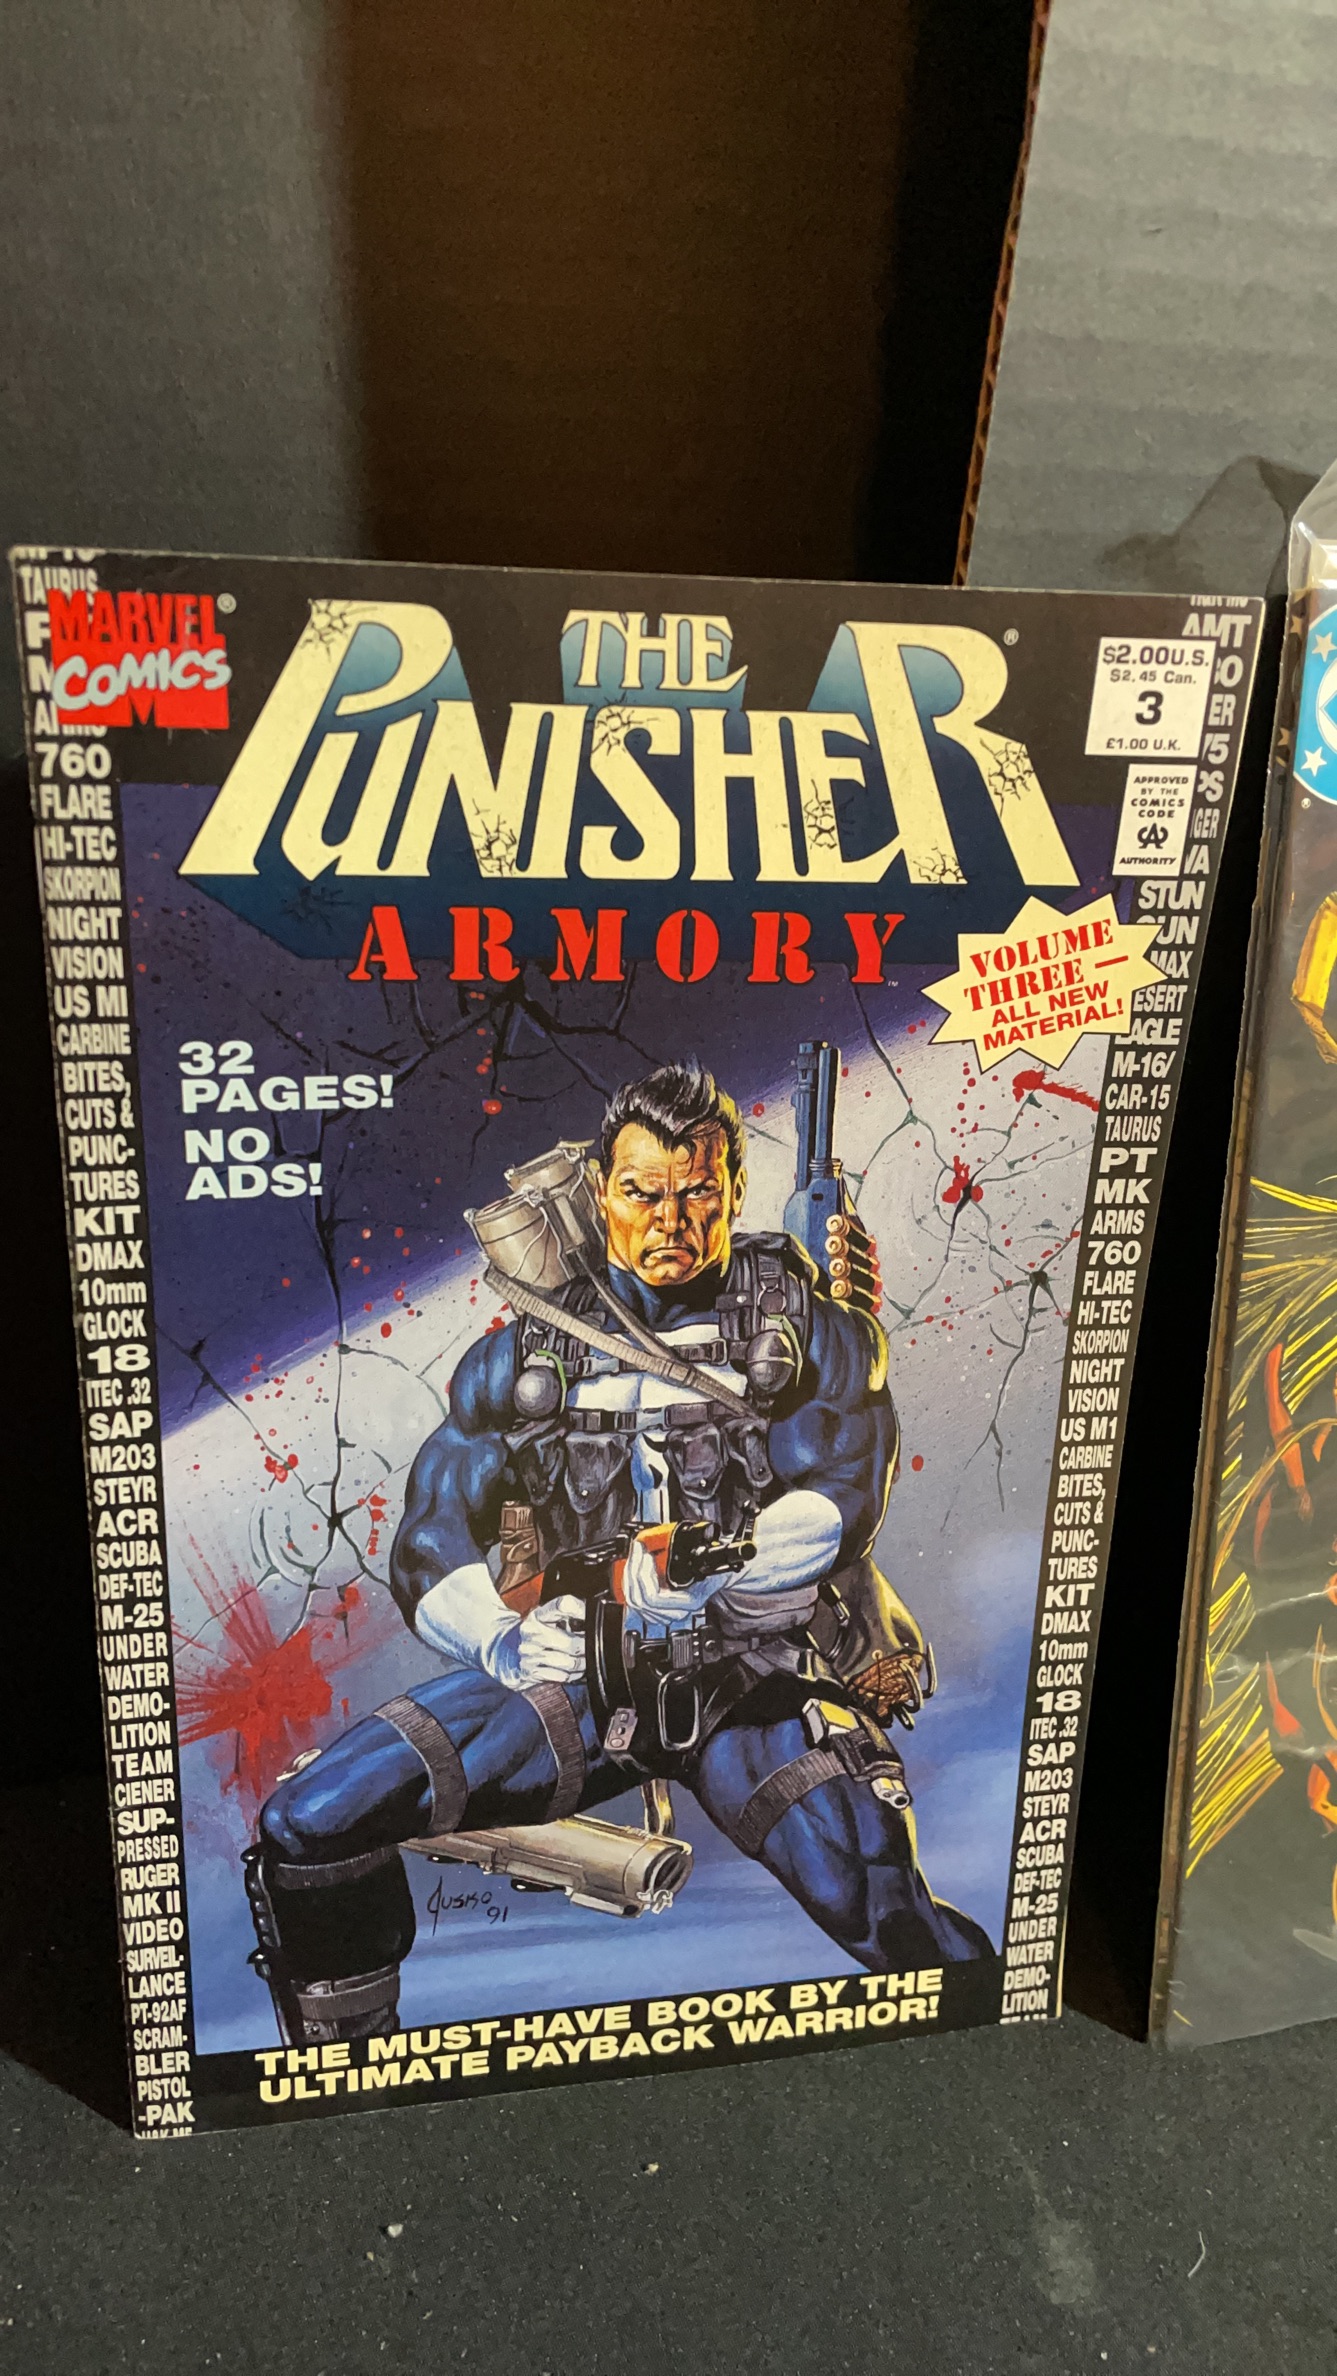 MARVEL®
COMICS
THE
PUNISHER®
ARMORY™
$2.00 U.S.
$2.45 Can.
3
£1.00 U.K.
APPROVED
BY THE
COMICS
CODE
CA
AUTHORITY
VOLUME
THREE —
ALL NEW
MATERIAL!
32
PAGES!
NO
ADS!
TAURUS
760
FLARE
HI-TEC
SKORPION
NIGHT
VISION
US MI
CARBINE
BITES,
CUTS &
PUNC-
TURES
KIT
DMAX
10mm
GLOCK
18
ITEC .32
SAP
M203
STEYR
ACR
SCUBA
DEF-TEC
M-25
UNDER
WATER
DEMO-
LITION
TEAM
CIENER
SUP-
PRESSED
RUGER
MK II
VIDEO
SURVEIL-
LANCE
PT-92AF
SCRAM-
BLER
PISTOL
-PAK
AMT
STUN
M-16/
CAR-15
TAURUS
PT
MK
ARMS
760
FLARE
HI-TEC
SKORPION
NIGHT
VISION
US M1
CARBINE
BITES,
CUTS &
PUNC-
TURES
KIT
DMAX
10mm
GLOCK
18
ITEC .32
SAP
M203
STEYR
ACR
SCUBA
DEF-TEC
M-25
UNDER
WATER
DEMO-
LITION
Jusko
91
THE MUST-HAVE BOOK BY THE
ULTIMATE PAYBACK WARRIOR!